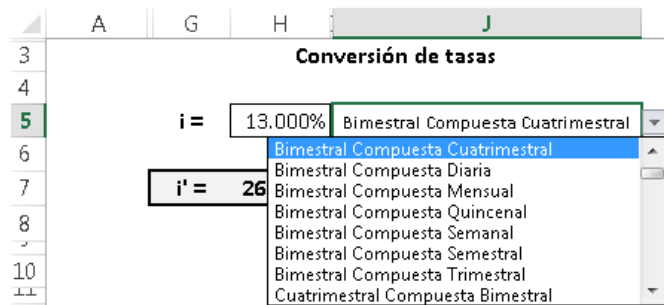 A G H J
3 Conversión de tasas
4
5 i = 13.000% Bimestral Compuesta Cuatrimestral
6 Bimestral Compuesta Cuatrimestral
Bimestral Compuesta Diaria
7 i' = 26 Bimestral Compuesta Mensual
Bimestral Compuesta Quincenal
8 Bimestral Compuesta Semanal
Bimestral Compuesta Semestral
10 Bimestral Compuesta Trimestral
11 Cuatrimestral Compuesta Bimestral